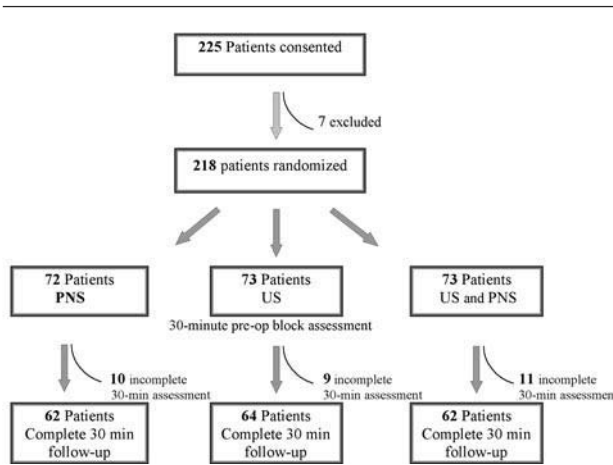 225 Patients consented
7 excluded
218 patients randomized
72 Patients
PNS
73 Patients
US
73 Patients
US and PNS
30-minute pre-op block assessment
10 incomplete
30-min assessment
9 incomplete
30-min assessment
11 incomplete
30-min assessment
62 Patients
Complete 30 min
follow-up
64 Patients
Complete 30 min
follow-up
62 Patients
Complete 30 min
follow-up